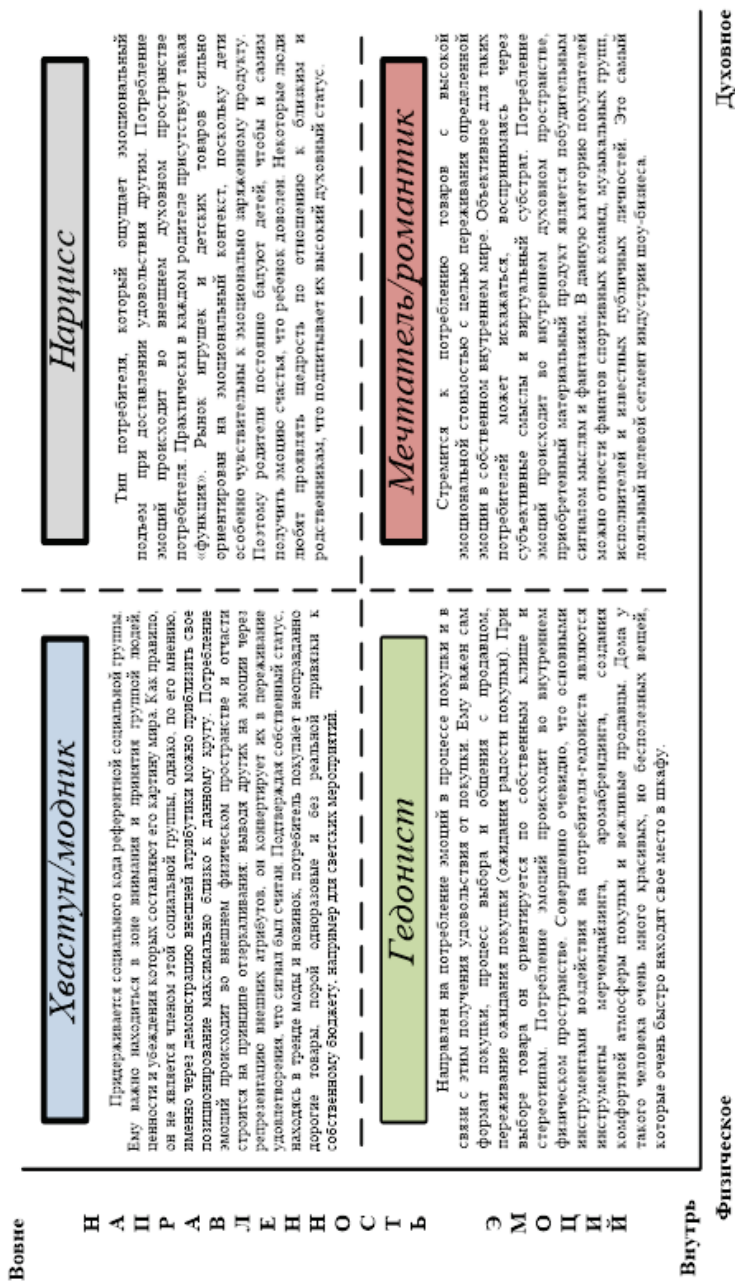 Вовне
НАПРАВЛЕННОСТЬ ЭМОЦИЙ
Внутрь
Хвастун/модник
Придерживается социального кода референтной социальной группы.
Ему важно находиться в зоне внимания и принятия группой людей,
ценности и убеждения которых составляют его картину мира. Как правило,
он не является членом этой социальной группы, однако, по его мнению,
именно через демонстрацию внешней атрибутики можно приблизить свое
позиционирование максимально близко к данному кругу. Потребление
эмоций происходит во внешнем физическом пространстве и отчасти
строится на принципе отзеркаливания: выводя других на эмоции через
репрезентацию внешних атрибутов, он конвертирует их в переживание
удовлетворения, что сигнал был считан. Подтверждая собственный статус,
находясь в тренде моды и новинок, потребитель покупает неоправданно
дорогие товары, порой одноразовые и без реальной привязки к
собственному бюджету, например для светских мероприятий.
Нарцисс
Тип потребителя, который ощущает эмоциональный
подъем при доставлении удовольствия другим. Потребление
эмоций происходит во внешнем духовном пространстве
потребителя. Практически в каждом родителе присутствует такая
«функция». Рынок игрушек и детских товаров сильно
ориентирован на эмоциональный контекст, поскольку дети
особенно чувствительны к эмоционально заряженному продукту.
Поэтому родители постоянно балуют детей, чтобы и самим
получить эмоцию счастья, что ребенок доволен. Некоторые люди
любят проявлять щедрость по отношению к близким и
родственникам, что подпитывает их высокий духовный статус.
Гедонист
Направлен на потребление эмоций в процессе покупки и в
связи с этим получения удовольствия от покупки. Ему важен сам
формат покупки, процесс выбора и общения с продавцом,
переживание ожидания покупки (ожидания радости покупки). При
выборе товара он ориентируется по собственным клише и
стереотипам. Потребление эмоций происходит во внутреннем
физическом пространстве. Совершенно очевидно, что основными
инструментами воздействия на потребителя-гедониста являются
инструменты мерчендайзинга, аромабрендинга, создания
комфортной атмосферы покупки и вежливые продавцы. Дома у
такого человека очень много красивых, но бесполезных вещей,
которые очень быстро находят свое место в шкафу.
Мечтатель/романтик
Стремится к потреблению товаров с высокой
эмоциональной стоимостью с целью переживания определенной
эмоции в собственном внутреннем мире. Объективное для таких
потребителей может искажаться, воспринимаясь через
субъективные смыслы и виртуальный субстрат. Потребление
эмоций происходит во внутреннем духовном пространстве,
приобретенный материальный продукт является побудительным
сигналом мыслям и фантазиям. В данную категорию покупателей
можно отнести фанатов спортивных команд, музыкальных групп,
исполнителей и известных публичных личностей. Это самый
лояльный целевой сегмент индустрии шоу-бизнеса.
Физическое
Духовное